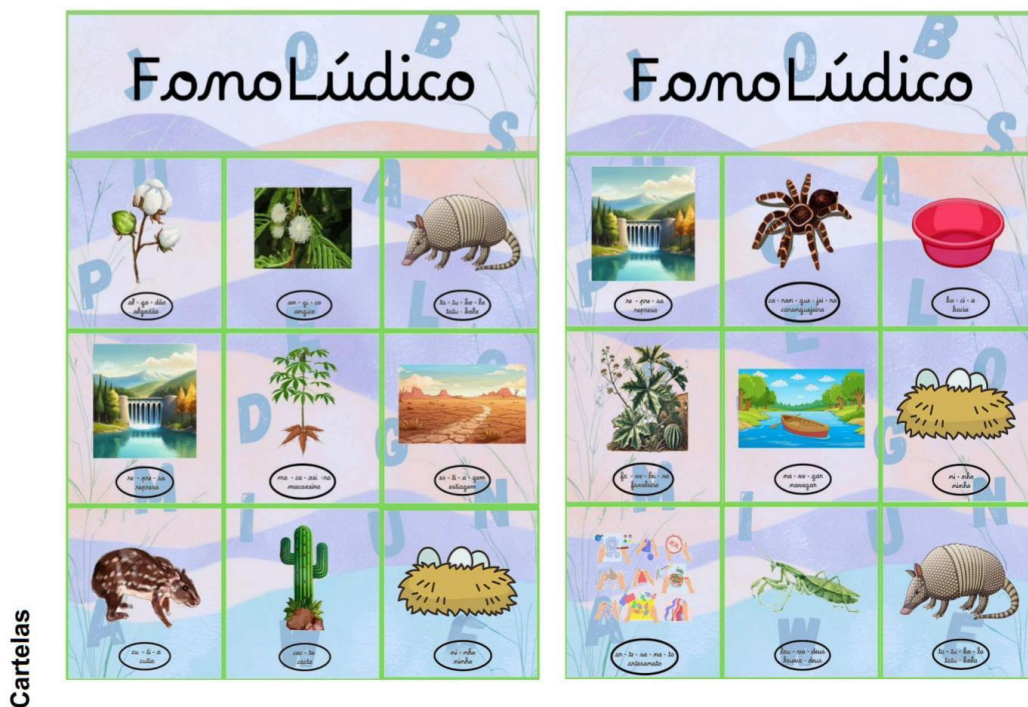 FonoLúdico
al - go - dão
algodão
an - gi - co
angico
ta - tu - bo - la
tatu - bola
re - pre - sa
represa
ma - ca - xei - ra
macaxeira
es - ti - a - gem
estiagem
cu - ti - a
cutia
cac - to
cacto
ni - nho
ninho
FonoLúdico
re - pre - sa
represa
ca - ran - gue - jei - ra
caranguejeira
ba - ci - a
bacia
fa - ve - lei - ra
faveleira
na - ve - gar
navegar
ni - nho
ninho
ar - te - sa - na - to
artesanato
lou - va - deus
louva - deus
ta - tu - bo - la
tatu - bola
Cartelas